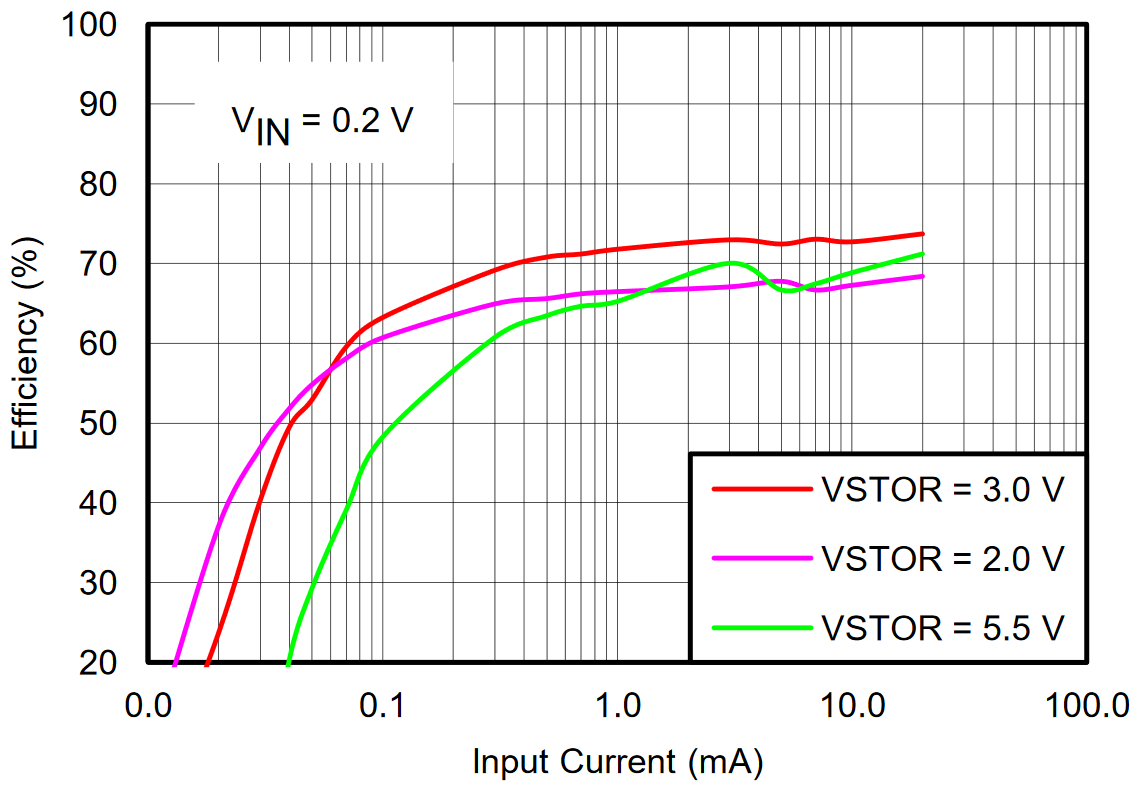 100
90
80
70
60
50
40
30
20
Efficiency (%)
VIN = 0.2 V
VSTOR = 3.0 V
VSTOR = 2.0 V
VSTOR = 5.5 V
0.0 0.1 1.0 10.0 100.0
Input Current (mA)